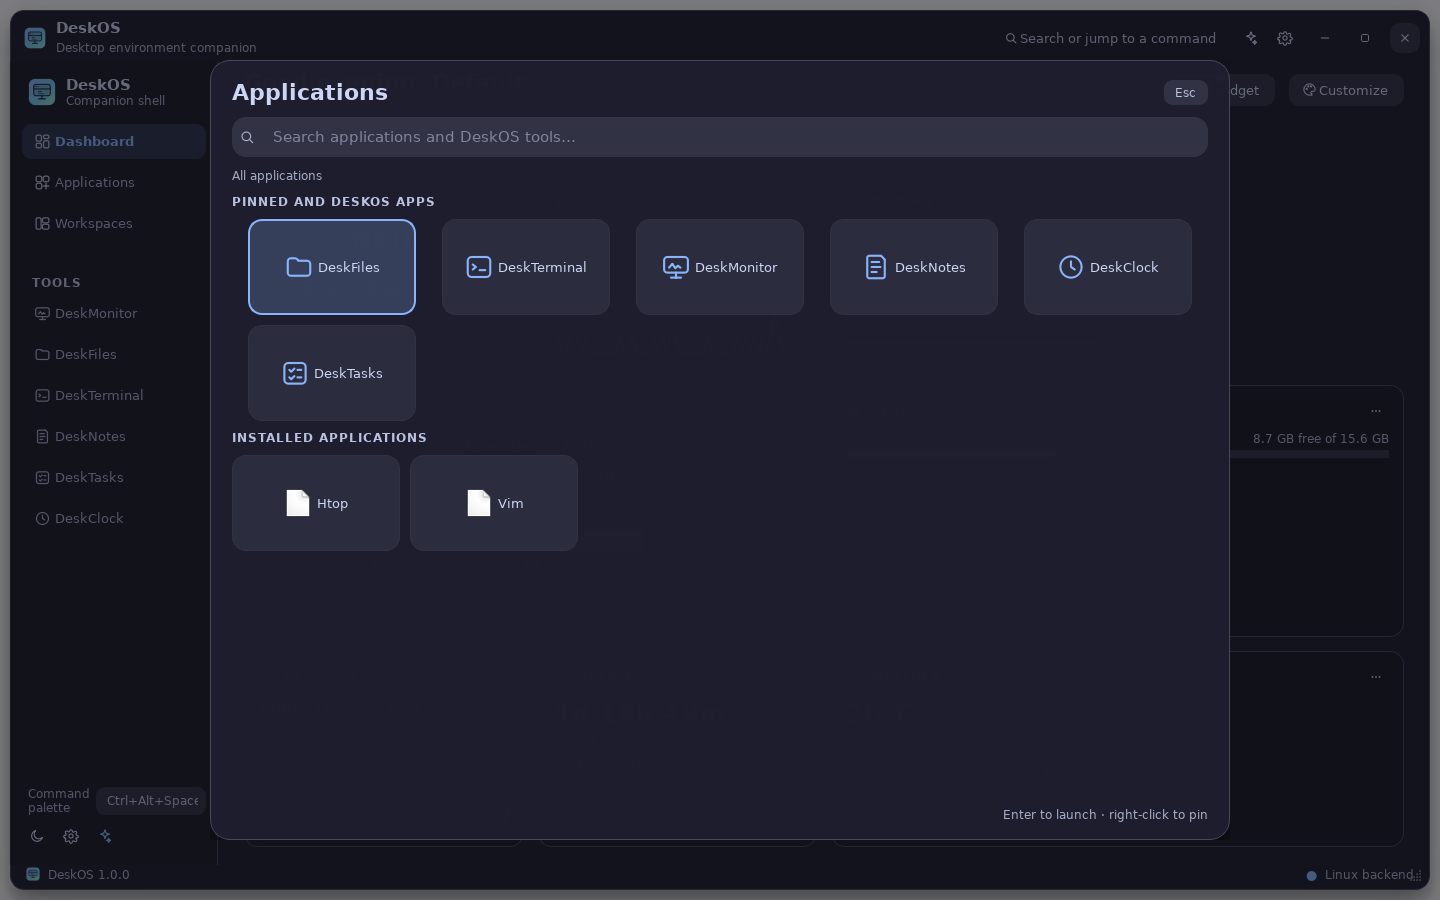 DeskOS
Desktop environment companion
Search or jump to a command
DeskOS
Companion shell
dget
Customize
Dashboard
Applications
Workspaces
TOOLS
DeskMonitor
DeskFiles
DeskTerminal
DeskNotes
DeskTasks
DeskClock
Command palette
Ctrl+Alt+Space
DeskOS 1.0.0
Linux backend
Applications
Esc
Search applications and DeskOS tools...
All applications
PINNED AND DESKOS APPS
DeskFiles
DeskTerminal
DeskMonitor
DeskNotes
DeskClock
DeskTasks
INSTALLED APPLICATIONS
Htop
Vim
Enter to launch · right-click to pin
8.7 GB free of 15.6 GB